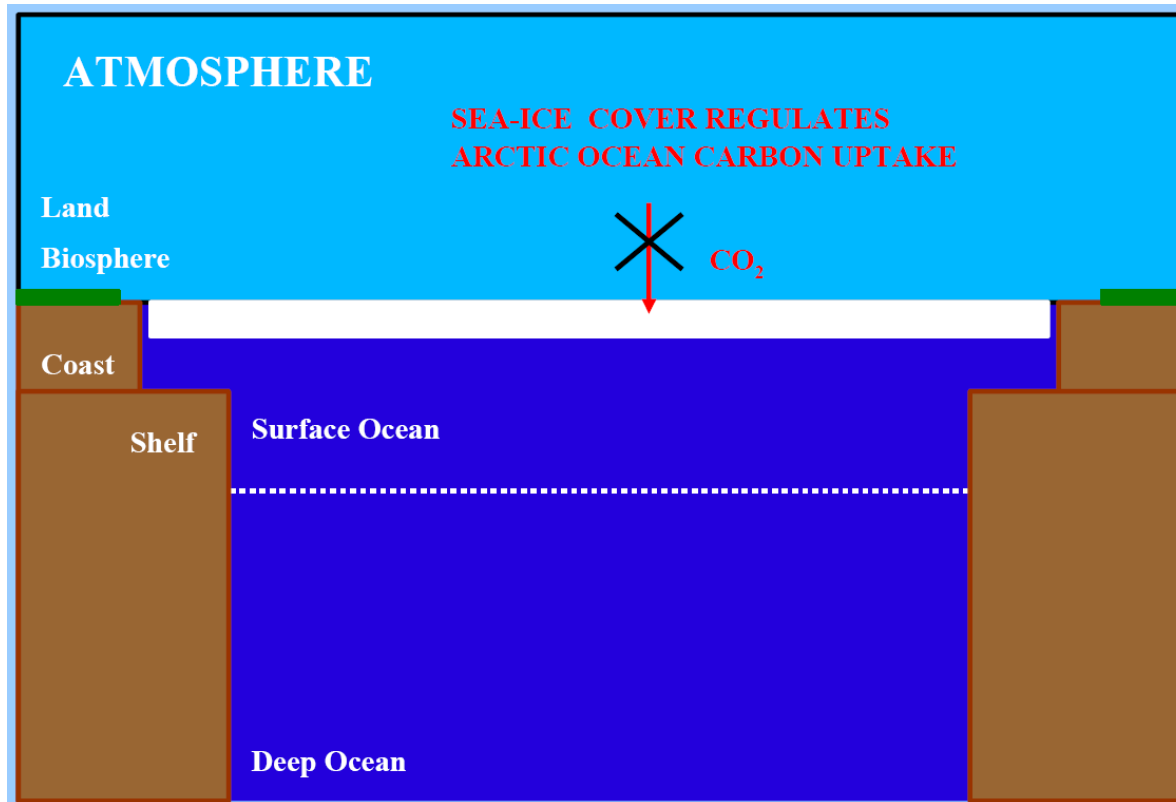 ATMOSPHERE
SEA-ICE COVER REGULATES
ARCTIC OCEAN CARBON UPTAKE
Land
Biosphere
CO₂
Coast
Surface Ocean
Shelf
Deep Ocean